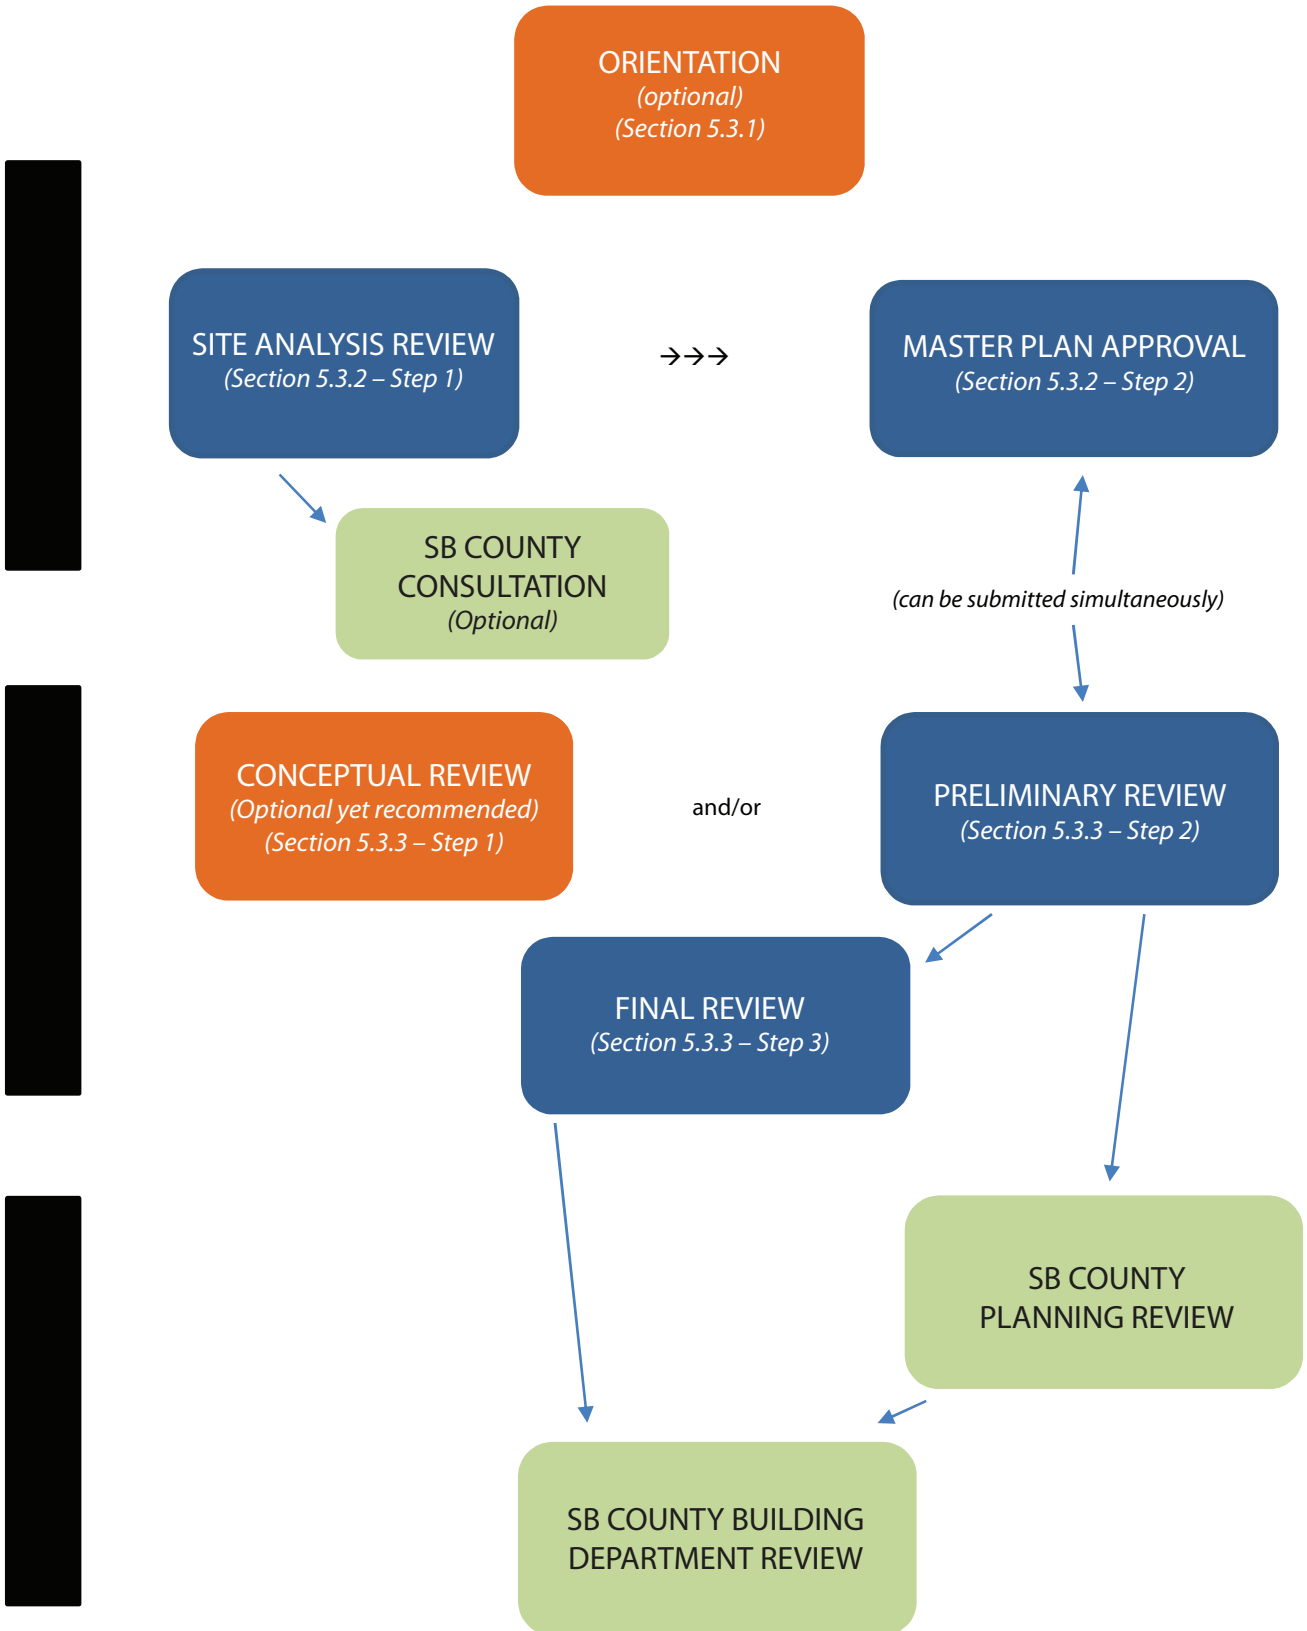 ORIENTATION
(optional)
(Section 5.3.1)
SITE ANALYSIS REVIEW
(Section 5.3.2 – Step 1)
→→→
MASTER PLAN APPROVAL
(Section 5.3.2 – Step 2)
SB COUNTY
CONSULTATION
(Optional)
(can be submitted simultaneously)
CONCEPTUAL REVIEW
(Optional yet recommended)
(Section 5.3.3 – Step 1)
and/or
PRELIMINARY REVIEW
(Section 5.3.3 – Step 2)
FINAL REVIEW
(Section 5.3.3 – Step 3)
SB COUNTY
PLANNING REVIEW
SB COUNTY BUILDING
DEPARTMENT REVIEW